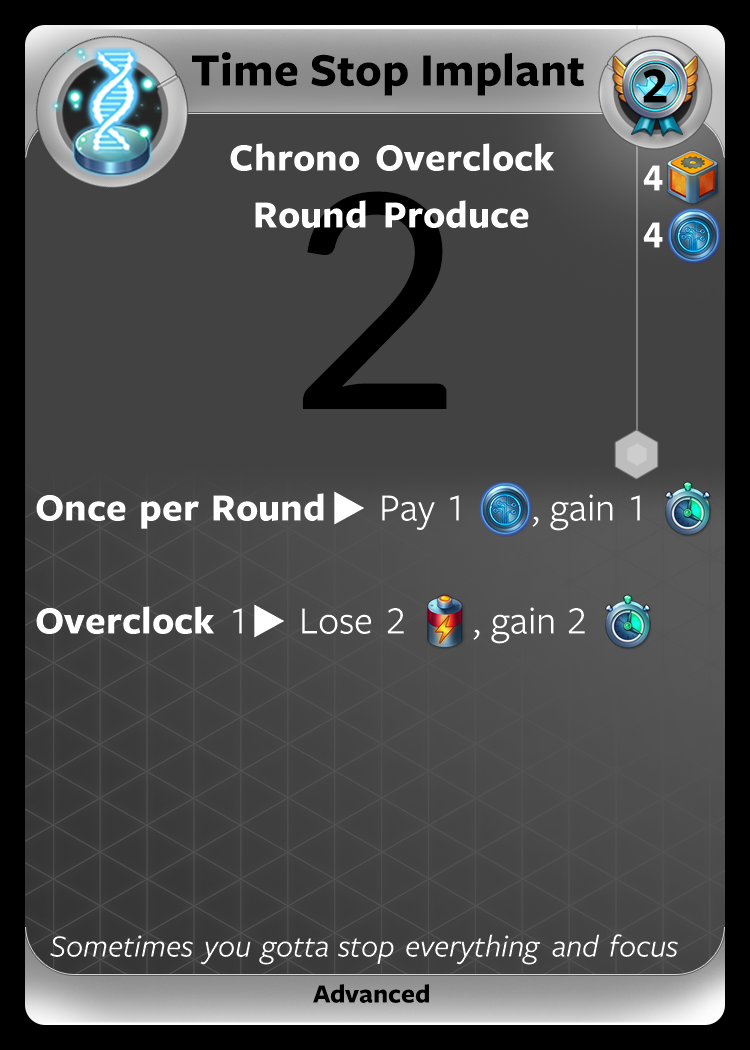 Time Stop Implant
2
Chrono Overclock
4
Round Produce
4
2
Once per Round▶ Pay 1 , gain 1
Overclock 1▶ Lose 2 , gain 2
Sometimes you gotta stop everything and focus
Advanced